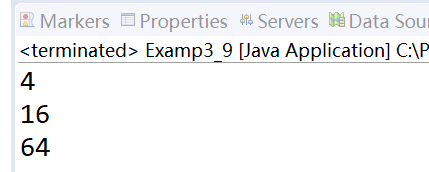 Markers Properties Servers Data Sour
<terminated> Examp3_9 [Java Application] C:\P
4
16
64